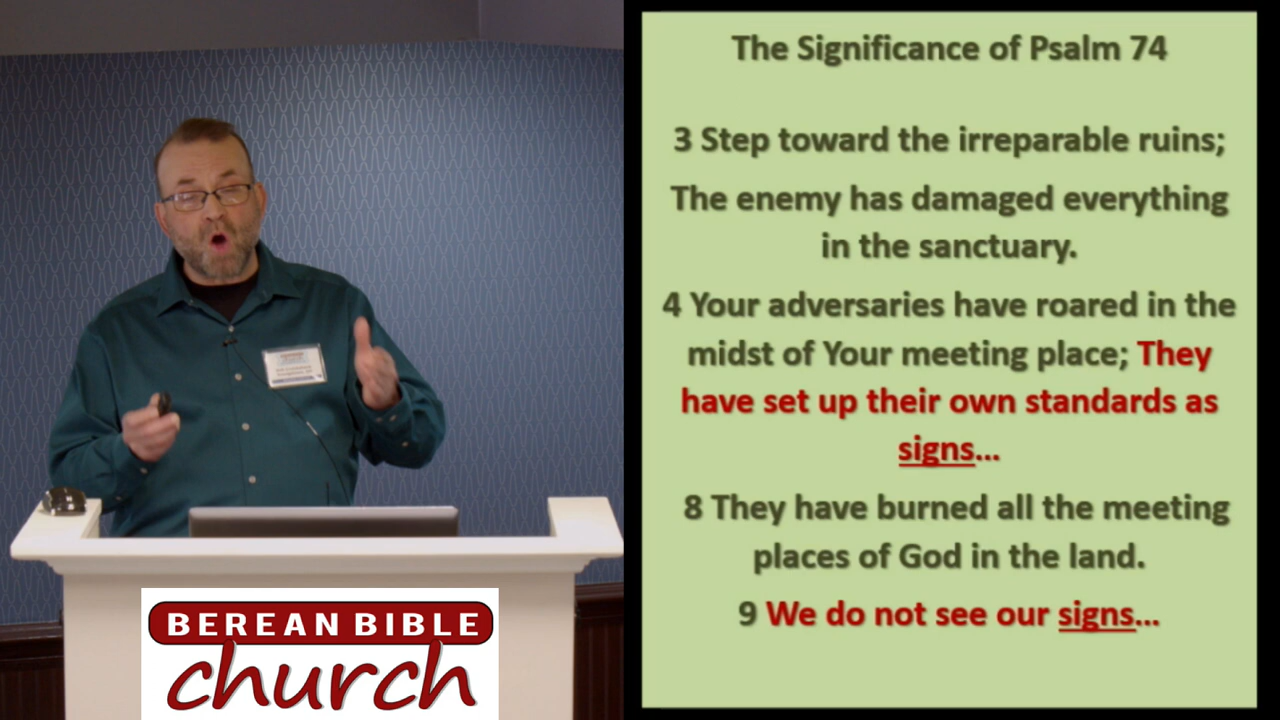 The Significance of Psalm 74
3 Step toward the irreparable ruins;
The enemy has damaged everything
in the sanctuary.
4 Your adversaries have roared in the
midst of Your meeting place; They
have set up their own standards as
signs...
8 They have burned all the meeting
places of God in the land.
9 We do not see our signs...
BEREAN BIBLE
church